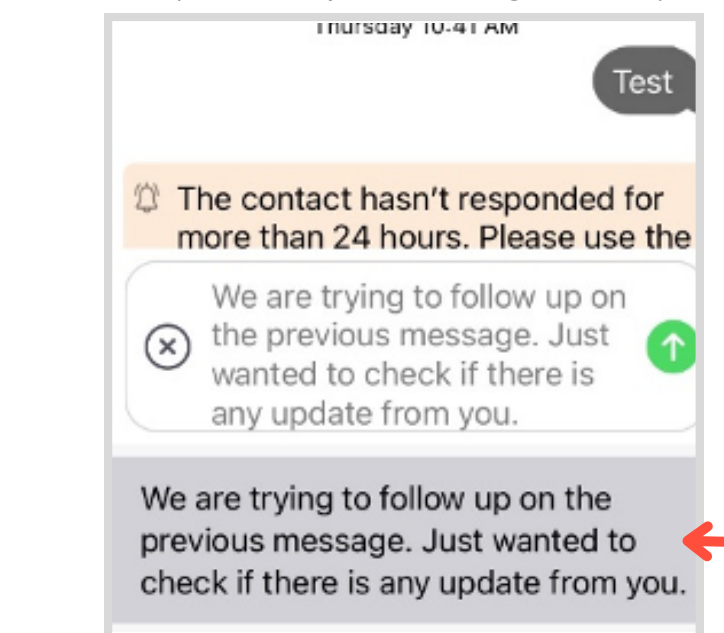 Thursday 10:41 AM
Test
The contact hasn't responded for
more than 24 hours. Please use the
We are trying to follow up on
the previous message. Just
wanted to check if there is
any update from you.
We are trying to follow up on the
previous message. Just wanted to
check if there is any update from you.